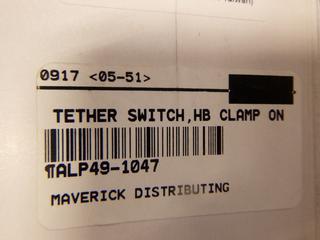 0917 <05-51>
TETHER SWITCH,HB CLAMP ON
¶ALP49-1047
MAVERICK DISTRIBUTING